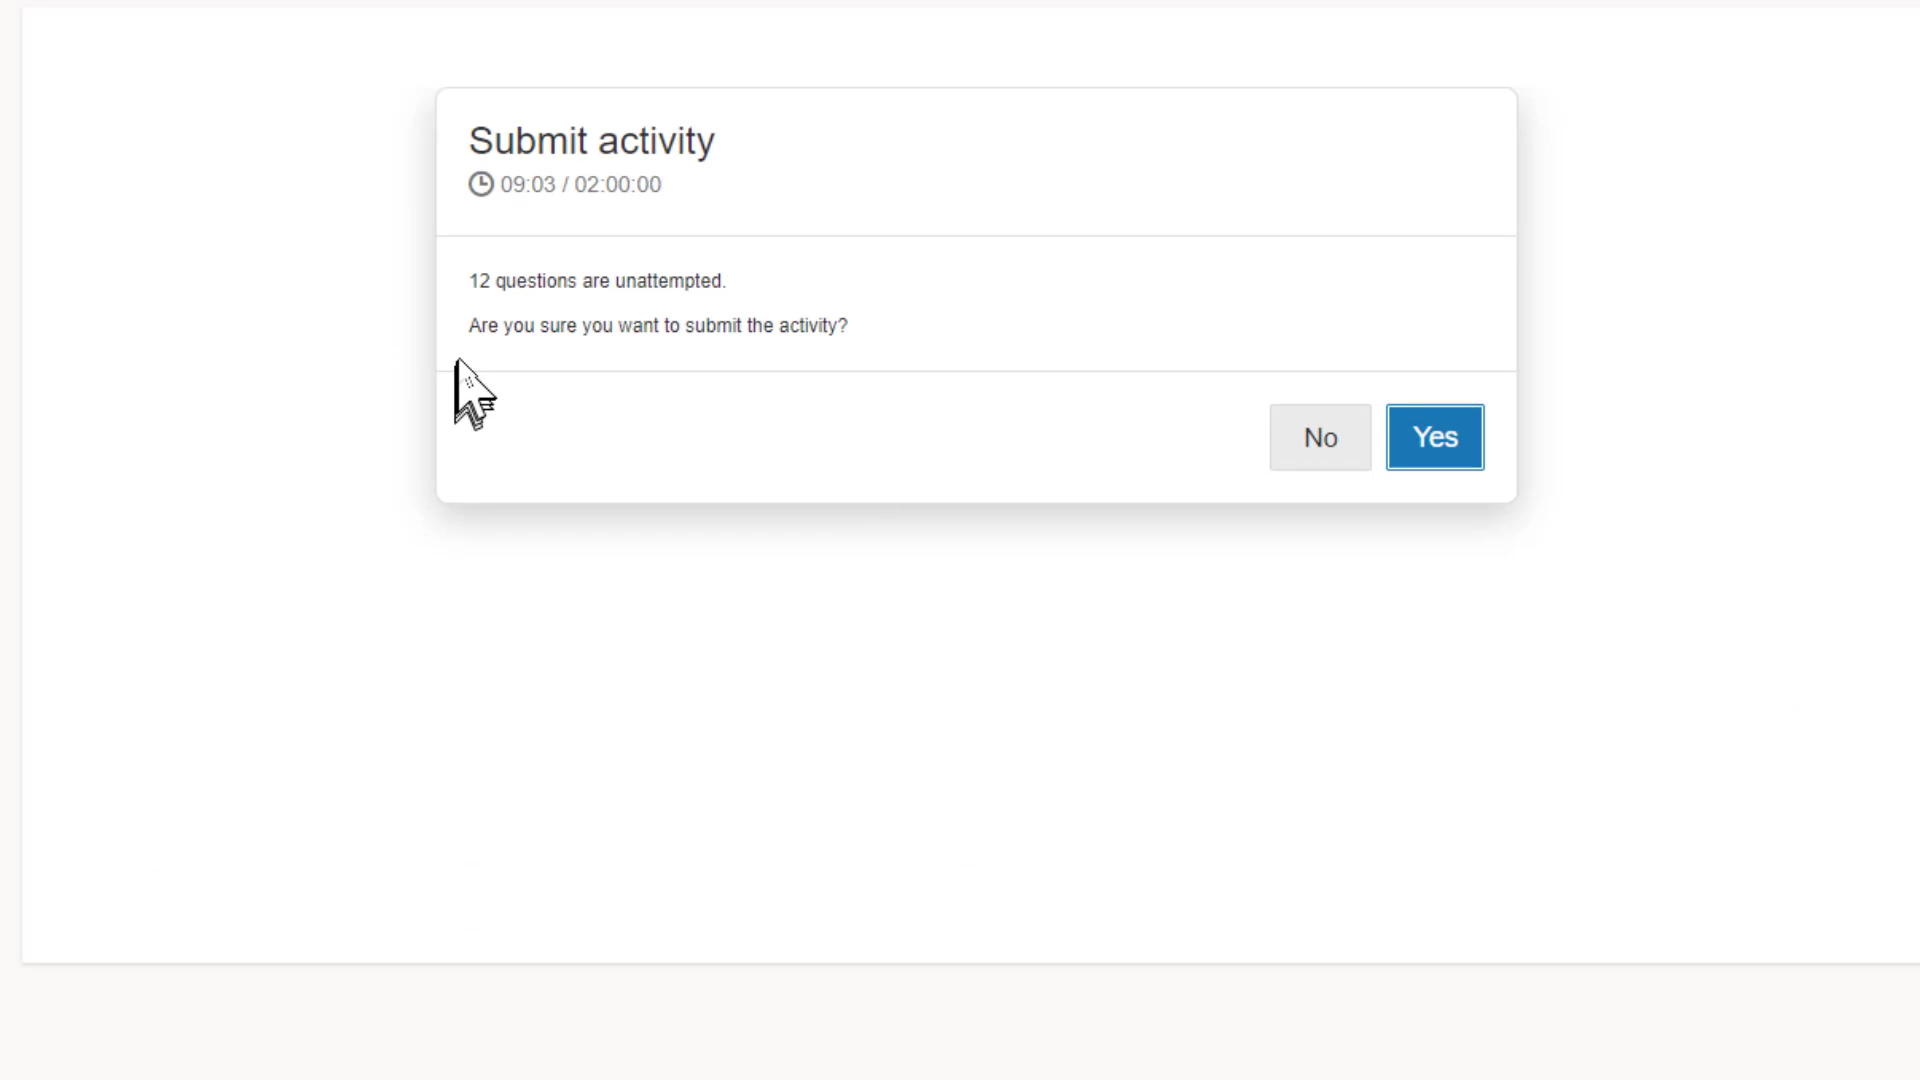 Submit activity
09:03 / 02:00:00
12 questions are unattempted.
Are you sure you want to submit the activity?
No Yes